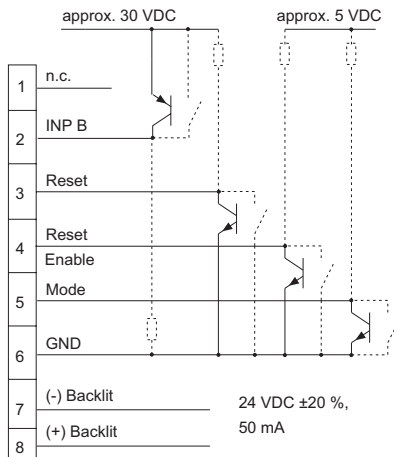 approx. 30 VDC
approx. 5 VDC
1 n.c.
2 INP B
3 Reset
4 Reset
Enable
5 Mode
6 GND
7 (-) Backlit
8 (+) Backlit
24 VDC ±20 %,
50 mA